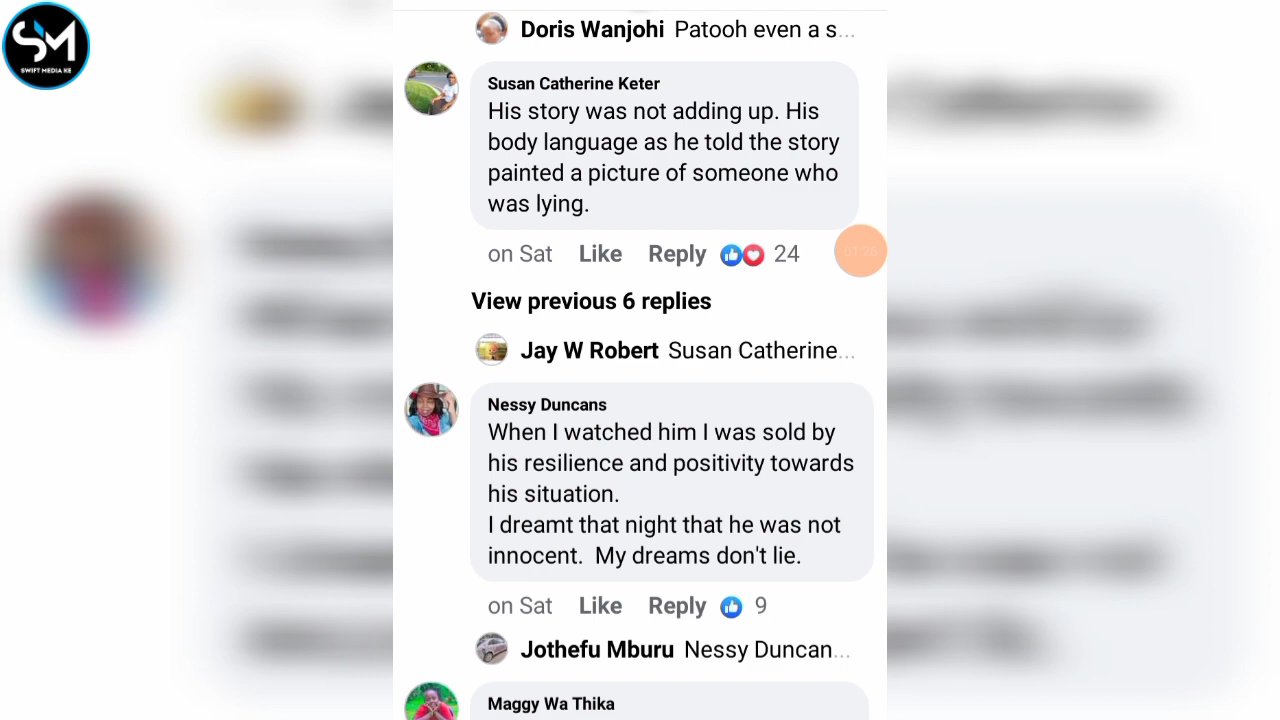 SM
SWIFT MEDIA KE
Doris Wanjohi Patooh even a s...
Susan Catherine Keter
His story was not adding up. His
body language as he told the story
painted a picture of someone who
was lying.
on Sat Like Reply 24
01:26
View previous 6 replies
Jay W Robert Susan Catherine...
Nessy Duncans
When I watched him I was sold by
his resilience and positivity towards
his situation.
I dreamt that night that he was not
innocent. My dreams don't lie.
on Sat Like Reply 9
Jothefu Mburu Nessy Duncan...
Maggy Wa Thika